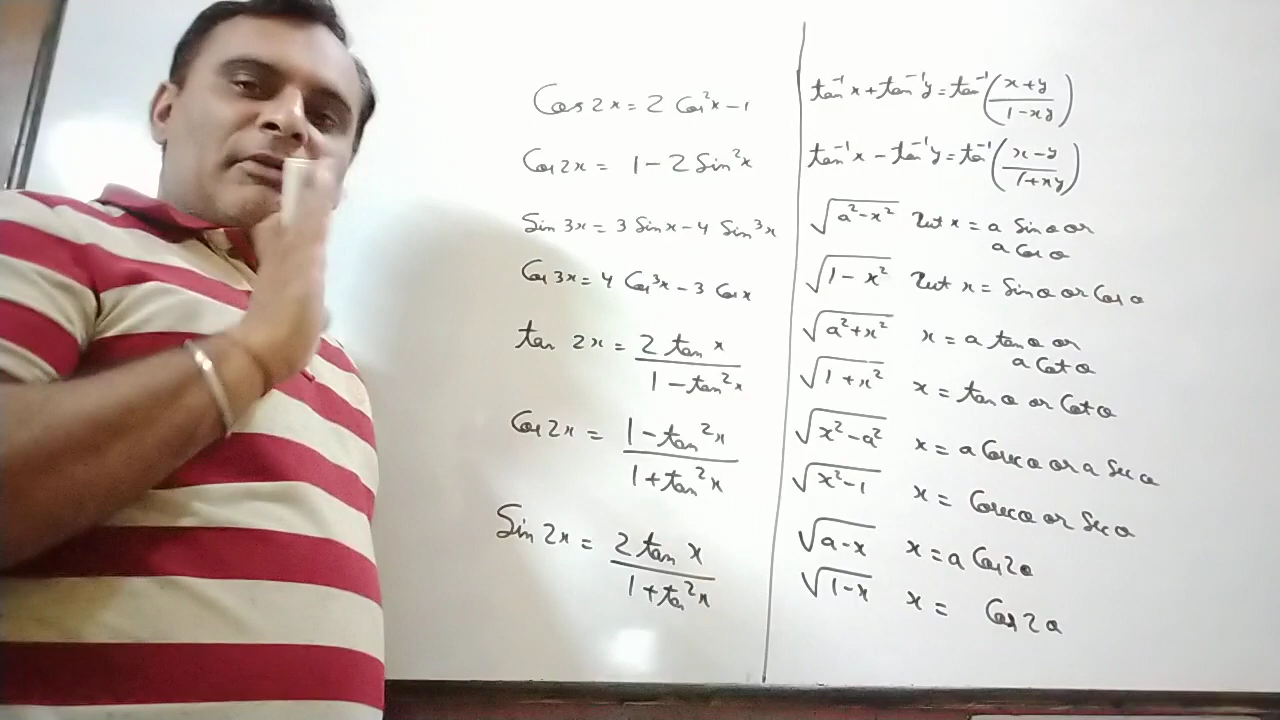 Cos 2x = 2 Cos²x - 1
Cos 2x = 1 - 2 Sin²x
Sin 3x = 3 Sin x - 4 Sin³x
Cos 3x = 4 Cos³x - 3 Cos x
tan 2x = 2 tan x / 1 - tan²x
Cos 2x = 1 - tan²x / 1 + tan²x
Sin 2x = 2 tan x / 1 + tan²x
tan⁻¹x + tan⁻¹y = tan⁻¹(x+y / 1-xy)
tan⁻¹x - tan⁻¹y = tan⁻¹(x-y / 1+xy)
√a²-x² Put x = a Sin θ or
a Cos θ
√1-x² Put x = Sin θ or Cos θ
√a²+x² x = a tan θ or
a Cot θ
√1+x² x = tan θ or Cot θ
√x²-a² x = a Cosec θ or a Sec θ
√x²-1 x = Cosec θ or Sec θ
√a-x x = a Cos 2θ
√1-x x = Cos 2θ